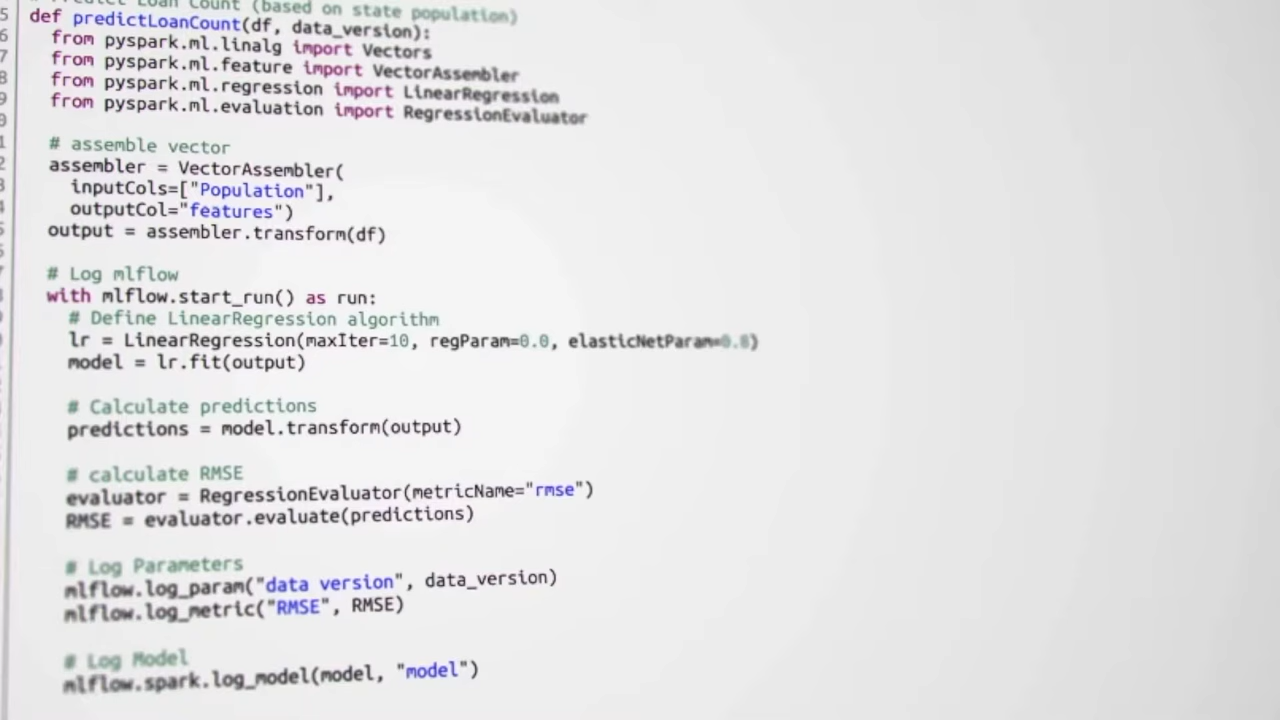 # Predict Loan Count (based on state population)
5 def predictLoanCount(df, data_version):
6 from pyspark.ml.linalg import Vectors
7 from pyspark.ml.feature import VectorAssembler
8 from pyspark.ml.regression import LinearRegression
9 from pyspark.ml.evaluation import RegressionEvaluator
# assemble vector
assembler = VectorAssembler(
inputCols=["Population"],
outputCol="features")
output = assembler.transform(df)
# Log mlflow
with mlflow.start_run() as run:
# Define LinearRegression algorithm
lr = LinearRegression(maxIter=10, regParam=0.0, elasticNetParam=0.8)
model = lr.fit(output)
# Calculate predictions
predictions = model.transform(output)
# calculate RMSE
evaluator = RegressionEvaluator(metricName="rmse")
RMSE = evaluator.evaluate(predictions)
# Log Parameters
mlflow.log_param("data version", data_version)
mlflow.log_metric("RMSE", RMSE)
# Log Model
mlflow.spark.log_model(model, "model")